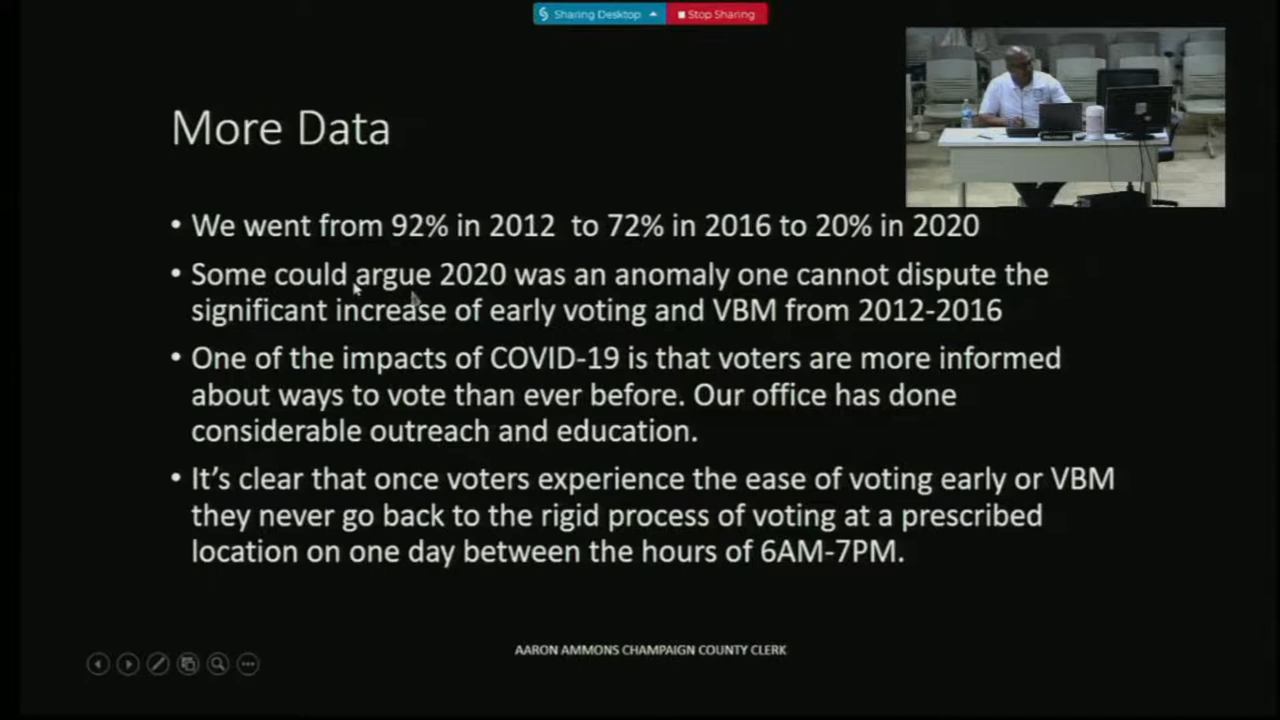 Sharing Desktop
Stop Sharing
More Data
• We went from 92% in 2012 to 72% in 2016 to 20% in 2020
• Some could argue 2020 was an anomaly one cannot dispute the
significant increase of early voting and VBM from 2012-2016
• One of the impacts of COVID-19 is that voters are more informed
about ways to vote than ever before. Our office has done
considerable outreach and education.
• It's clear that once voters experience the ease of voting early or VBM
they never go back to the rigid process of voting at a prescribed
location on one day between the hours of 6AM-7PM.
AARON AMMONS CHAMPAIGN COUNTY CLERK